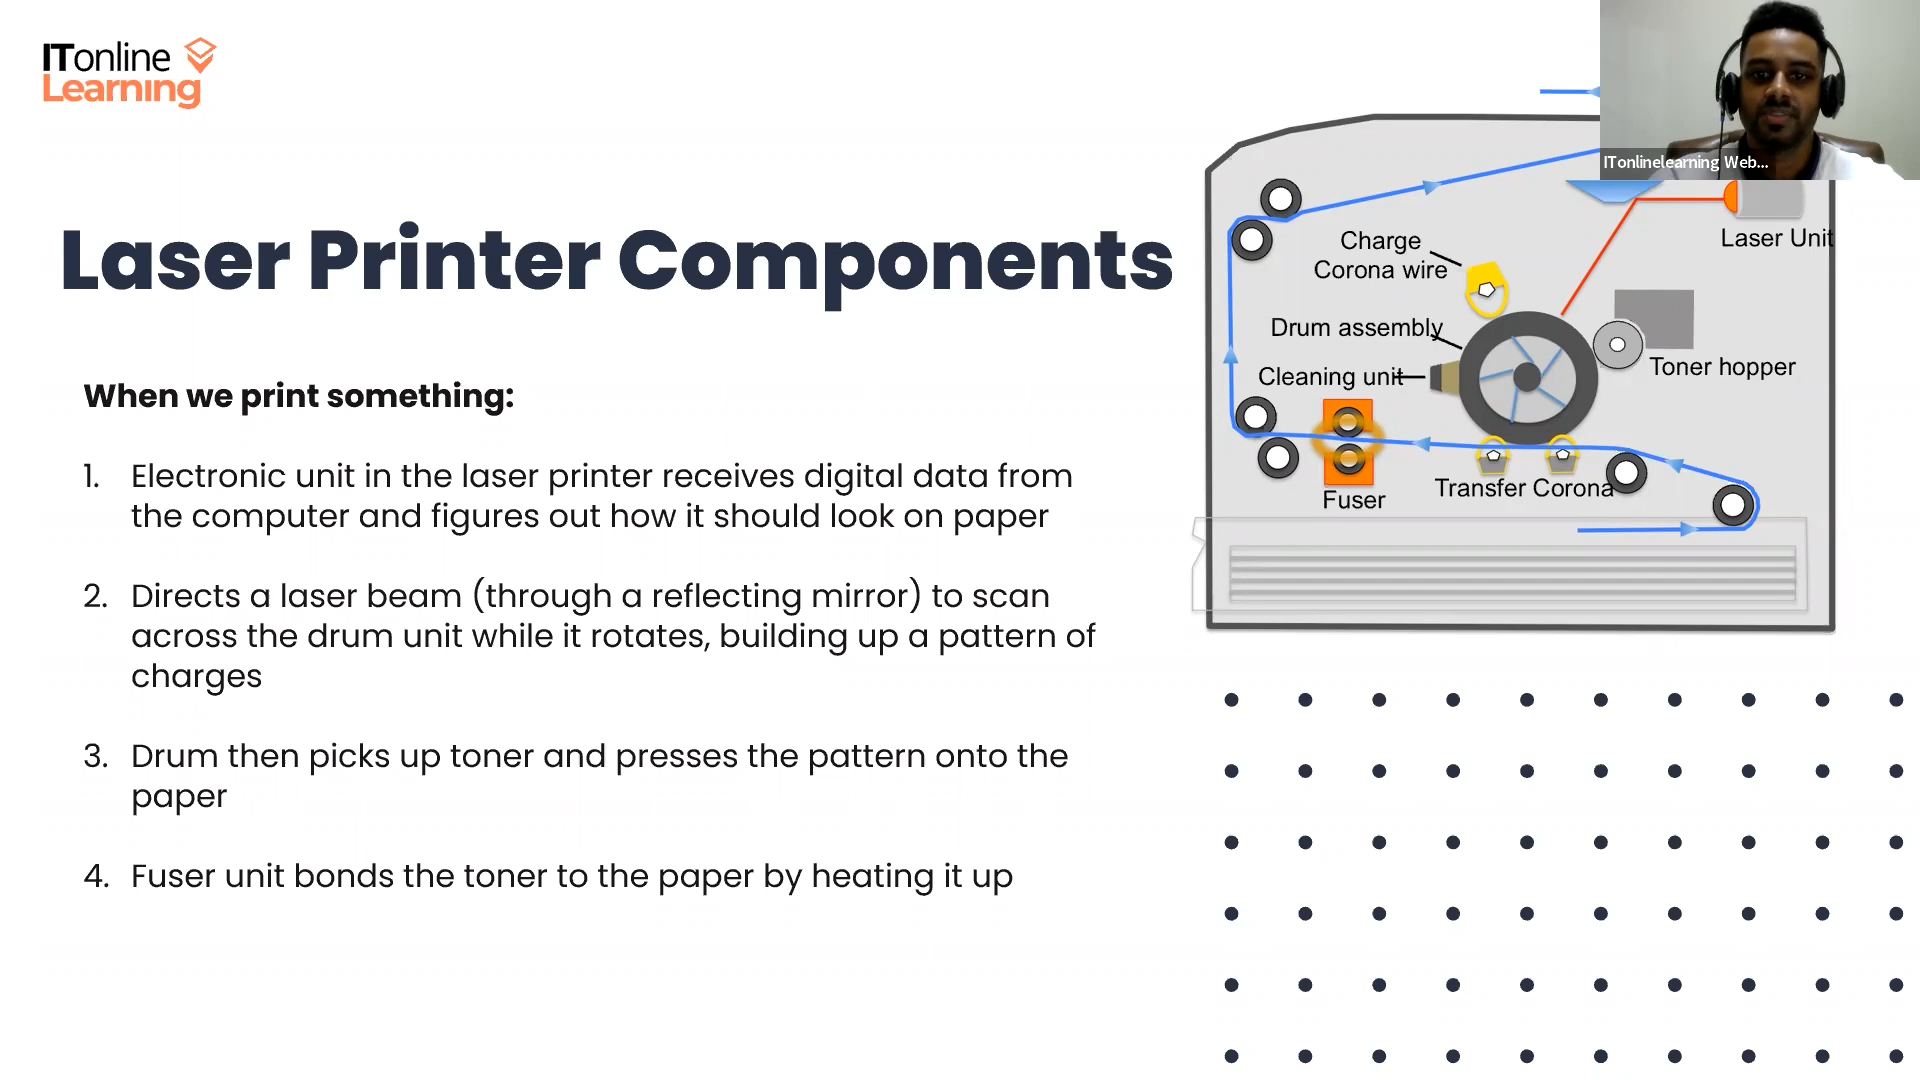 ITonline
Learning
ITonlinelearning Web...
Laser Printer Components
When we print something:
1. Electronic unit in the laser printer receives digital data from
the computer and figures out how it should look on paper
2. Directs a laser beam (through a reflecting mirror) to scan
across the drum unit while it rotates, building up a pattern of
charges
3. Drum then picks up toner and presses the pattern onto the
paper
4. Fuser unit bonds the toner to the paper by heating it up
Laser Unit
Charge
Corona wire
Drum assembly
Toner hopper
Cleaning unit
Transfer Corona
Fuser